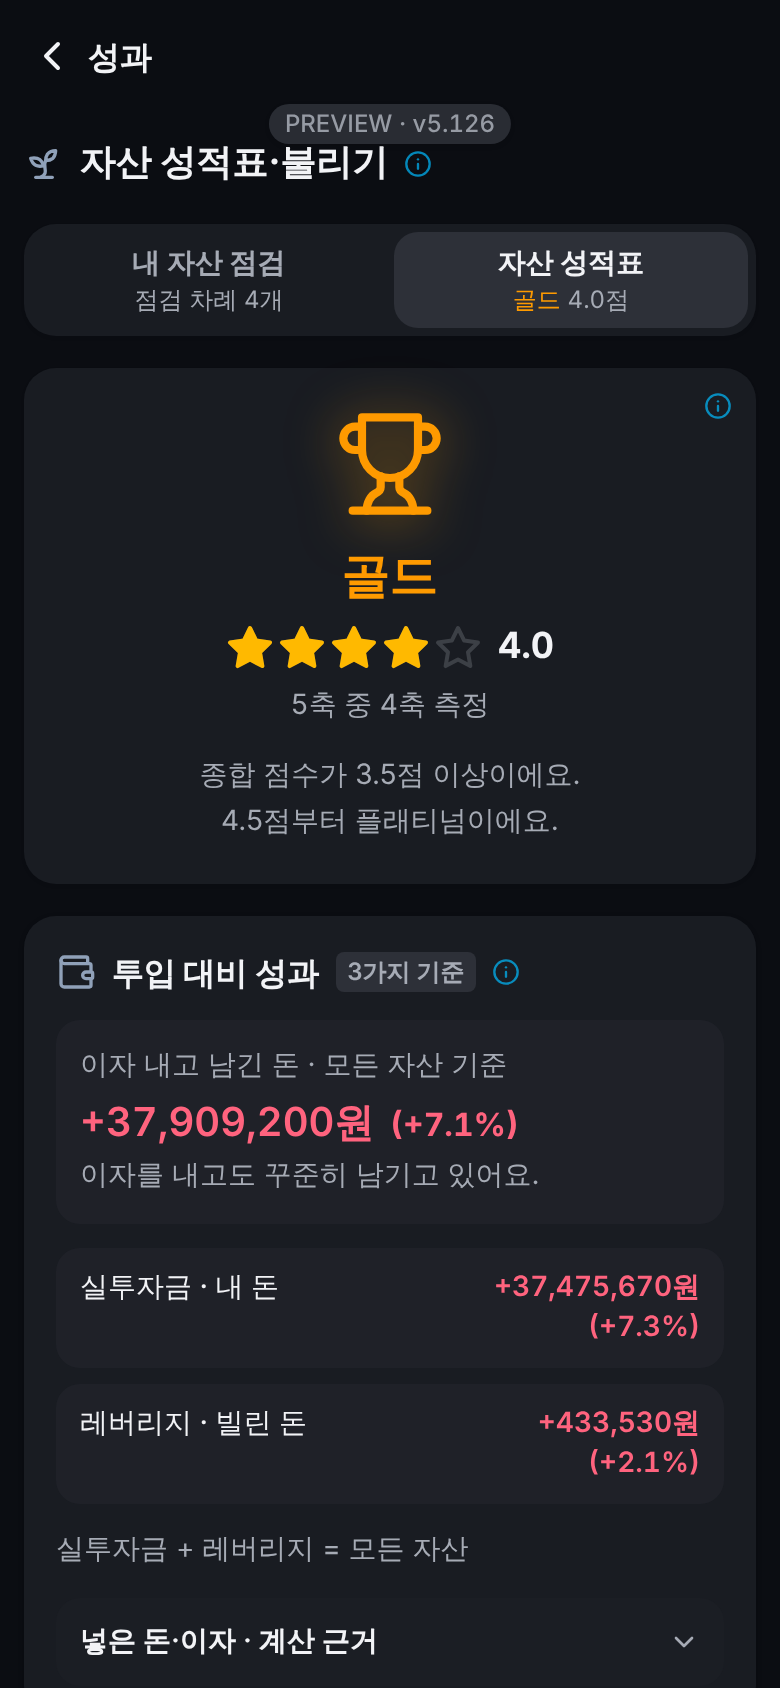 성과
PREVIEW · v5.126
자산 성적표·불리기
내 자산 점검
점검 차례 4개
자산 성적표
골드 4.0점
골드
4.0
5축 중 4축 측정
종합 점수가 3.5점 이상이에요.
4.5점부터 플래티넘이에요.
투입 대비 성과 3가지 기준
이자 내고 남긴 돈 · 모든 자산 기준
+37,909,200원 (+7.1%)
이자를 내고도 꾸준히 남기고 있어요.
실투자금 · 내 돈
+37,475,670원
(+7.3%)
레버리지 · 빌린 돈
+433,530원
(+2.1%)
실투자금 + 레버리지 = 모든 자산
넣은 돈·이자 · 계산 근거